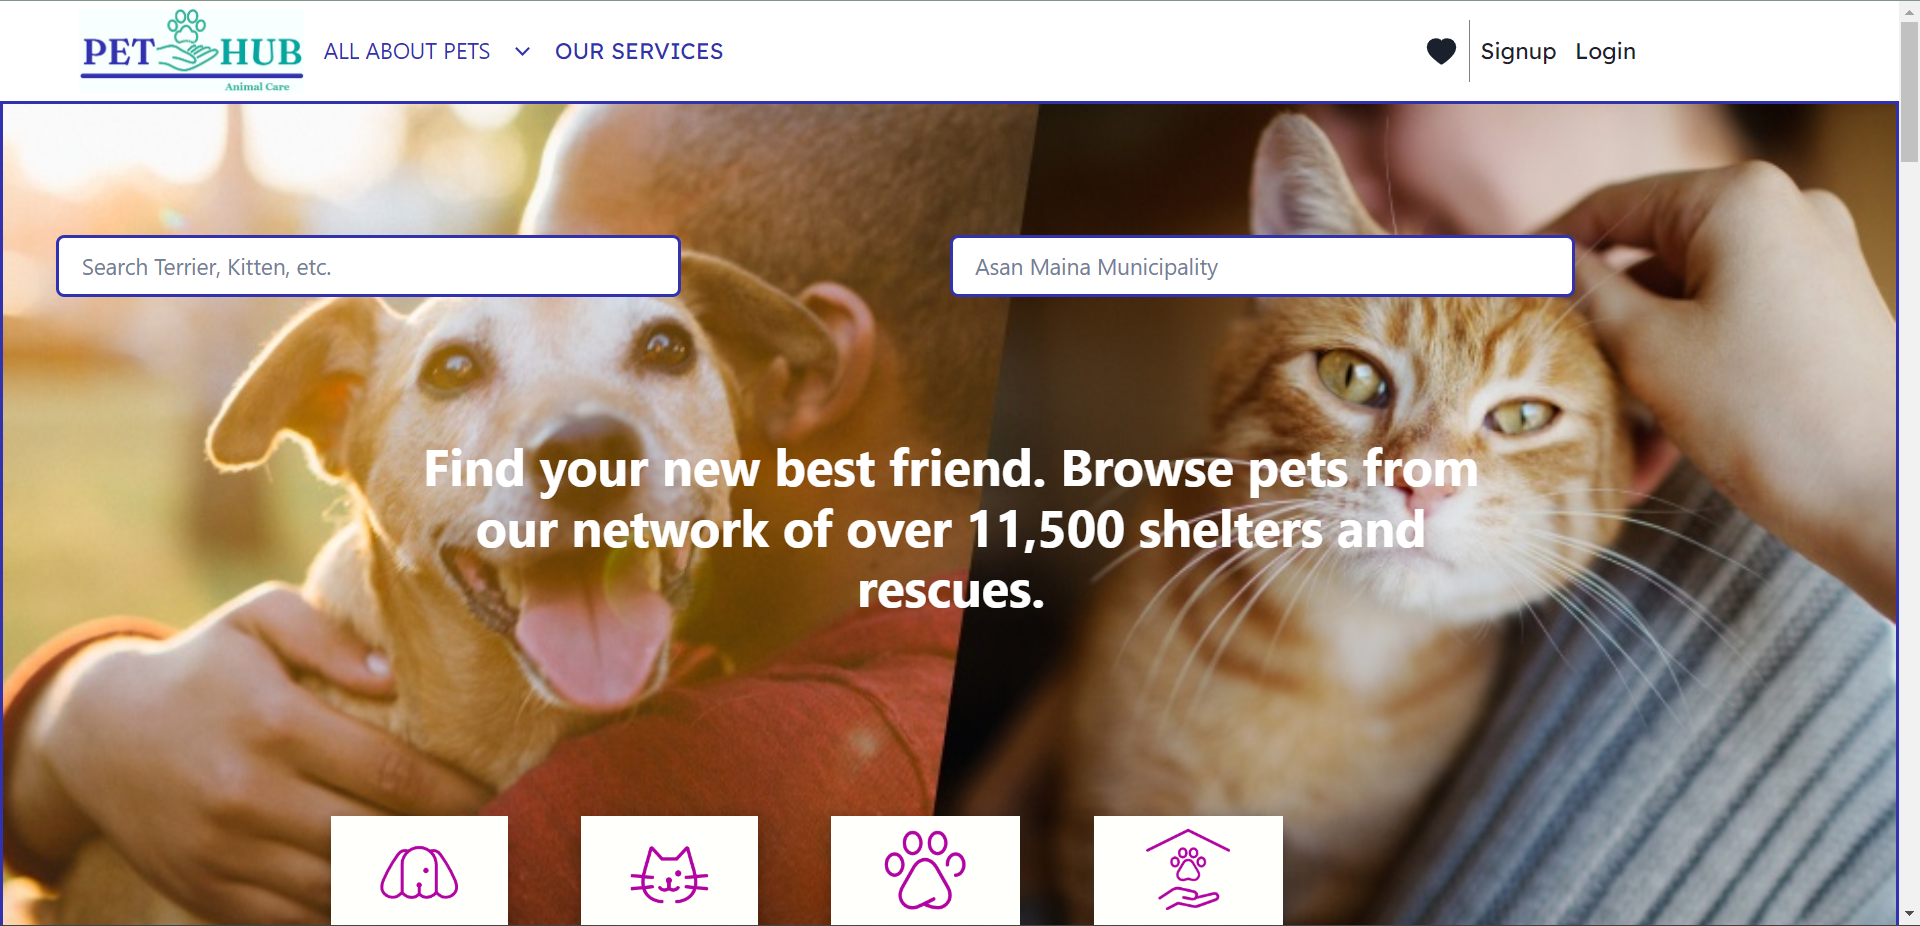 PET HUB
Animal Care
ALL ABOUT PETS
OUR SERVICES
Signup
Login
Search Terrier, Kitten, etc.
Asan Maina Municipality
Find your new best friend. Browse pets from
our network of over 11,500 shelters and
rescues.